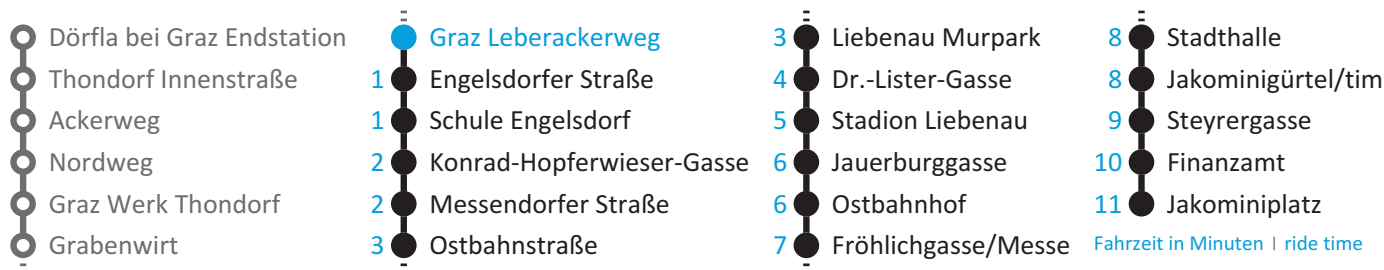 Dörfla bei Graz Endstation
Thondorf Innenstraße
Ackerweg
Nordweg
Graz Werk Thondorf
Grabenwirt
Graz Leberackerweg
1 Engelsdorfer Straße
1 Schule Engelsdorf
2 Konrad-Hopferwieser-Gasse
2 Messendorfer Straße
3 Ostbahnstraße
3 Liebenau Murpark
4 Dr.-Lister-Gasse
5 Stadion Liebenau
6 Jauerburggasse
6 Ostbahnhof
7 Fröhlichgasse/Messe
8 Stadthalle
8 Jakominigürtel/tim
9 Steyrergasse
10 Finanzamt
11 Jakominiplatz
Fahrzeit in Minuten | ride time